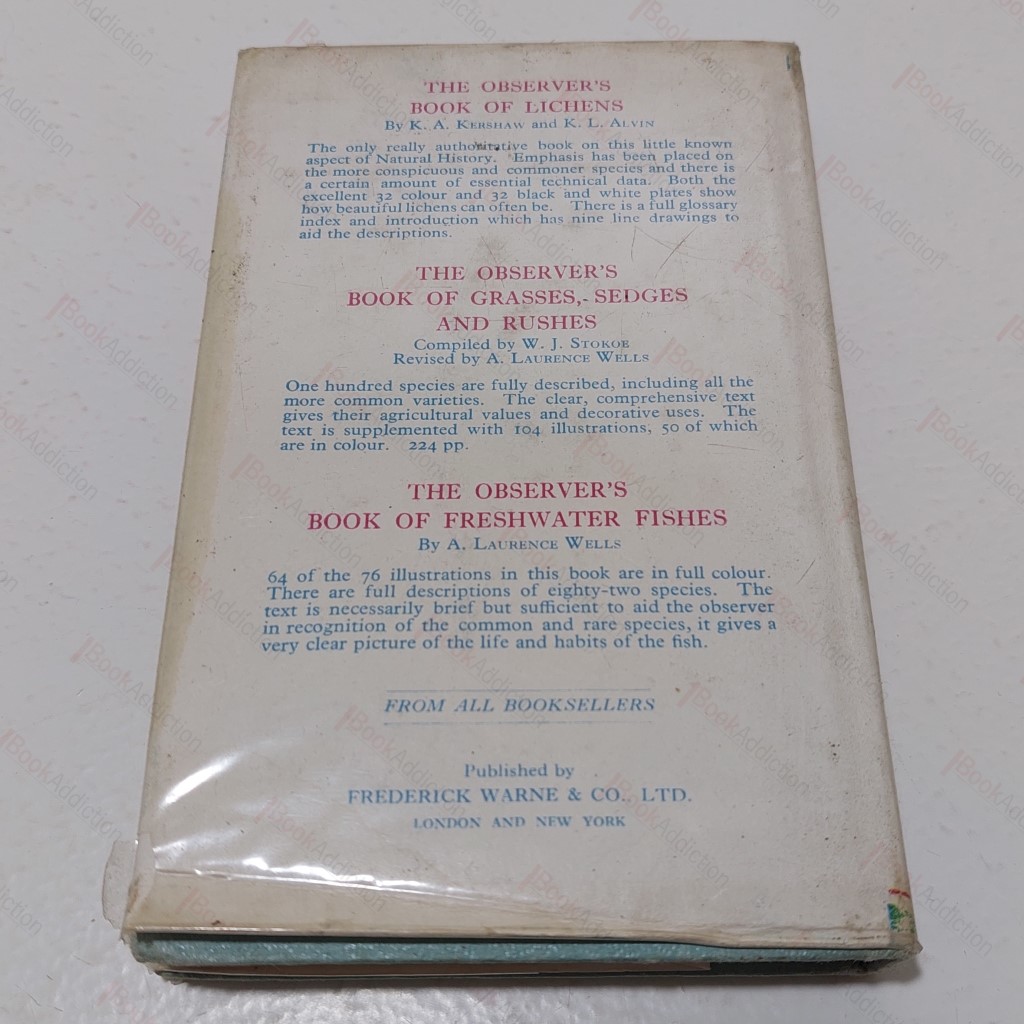 THE OBSERVER'S
BOOK OF LICHENS
By K. A. KERSHAW and K. L. ALVIN
The only really authoritative book on this little known
aspect of Natural History. Emphasis has been placed on
the more conspicuous and commoner species and there is
a certain amount of essential technical data. Both the
excellent 32 colour and 32 black and white plates show
how beautiful lichens can often be. There is a full glossary
index and introduction which has nine line drawings to
aid the descriptions.
THE OBSERVER'S
BOOK OF GRASSES, SEDGES
AND RUSHES
Compiled by W. J. STOKOE
Revised by A. LAURENCE WELLS
One hundred species are fully described, including all the
more common varieties. The clear, comprehensive text
gives their agricultural values and decorative uses. The
text is supplemented with 104 illustrations, 50 of which
are in colour. 224 pp.
THE OBSERVER'S
BOOK OF FRESHWATER FISHES
By A. LAURENCE WELLS
64 of the 76 illustrations in this book are in full colour.
There are full descriptions of eighty-two species. The
text is necessarily brief but sufficient to aid the observer
in recognition of the common and rare species, it gives a
very clear picture of the life and habits of the fish.
FROM ALL BOOKSELLERS
Published by
FREDERICK WARNE & CO., LTD.
LONDON AND NEW YORK
BookAddiction